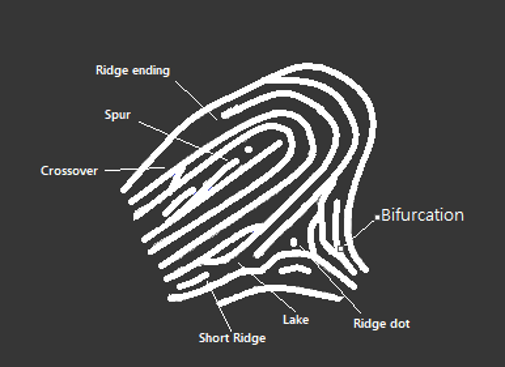 Ridge ending
Spur
Crossover
Bifurcation
Lake
Ridge dot
Short Ridge